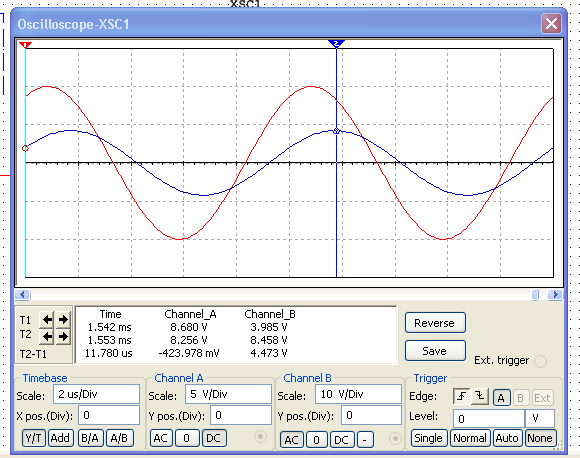 XSC1
Oscilloscope-XSC1
1 2
Time Channel_A Channel_B
T1 1.542 ms 8.680 V 3.985 V
T2 1.553 ms 8.256 V 8.458 V
T2-T1 11.780 us -423.978 mV 4.473 V
Reverse
Save
Ext. trigger
Timebase Channel A Channel B Trigger
Scale: 2 us/Div Scale: 5 V/Div Scale: 10 V/Div Edge: A B Ext
X pos.(Div): 0 Y pos.(Div): 0 Y pos.(Div): 0 Level: 0 V
Y/T Add B/A A/B AC 0 DC AC 0 DC - Single Normal Auto None